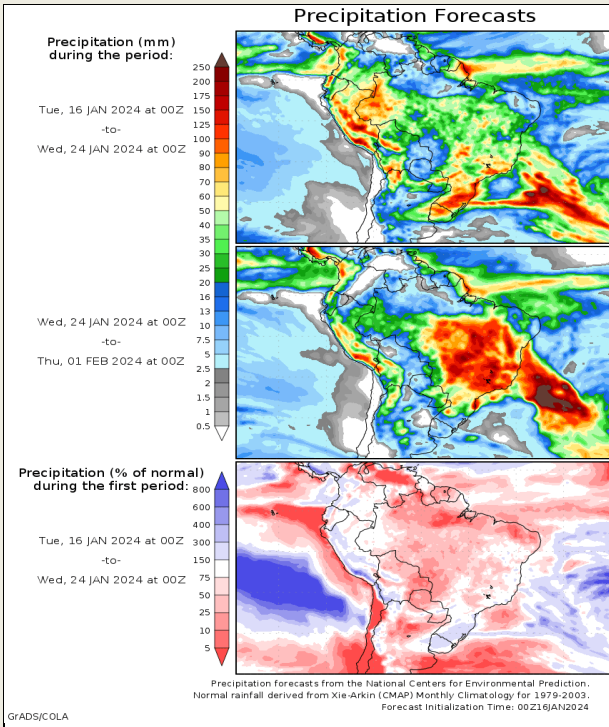 Precipitation Forecasts
Precipitation (mm)
during the period:
Tue, 16 JAN 2024 at 00Z
-to-
Wed, 24 JAN 2024 at 00Z
250
200
175
150
125
100
90
80
70
60
50
40
35
30
25
20
16
13
10
7.5
5
2.5
2
1.5
1
0.5
Wed, 24 JAN 2024 at 00Z
-to-
Thu, 01 FEB 2024 at 00Z
Precipitation (% of normal)
during the first period:
Tue, 16 JAN 2024 at 00Z
-to-
Wed, 24 JAN 2024 at 00Z
800
600
400
300
150
75
50
25
10
5
Precipitation forecasts from the National Centers for Environmental Prediction.
Normal rainfall derived from Xie-Arkin (CMAP) Monthly Climatology for 1979-2003.
Forecast Initialization Time: 00Z16JAN2024
GrADS/COLA